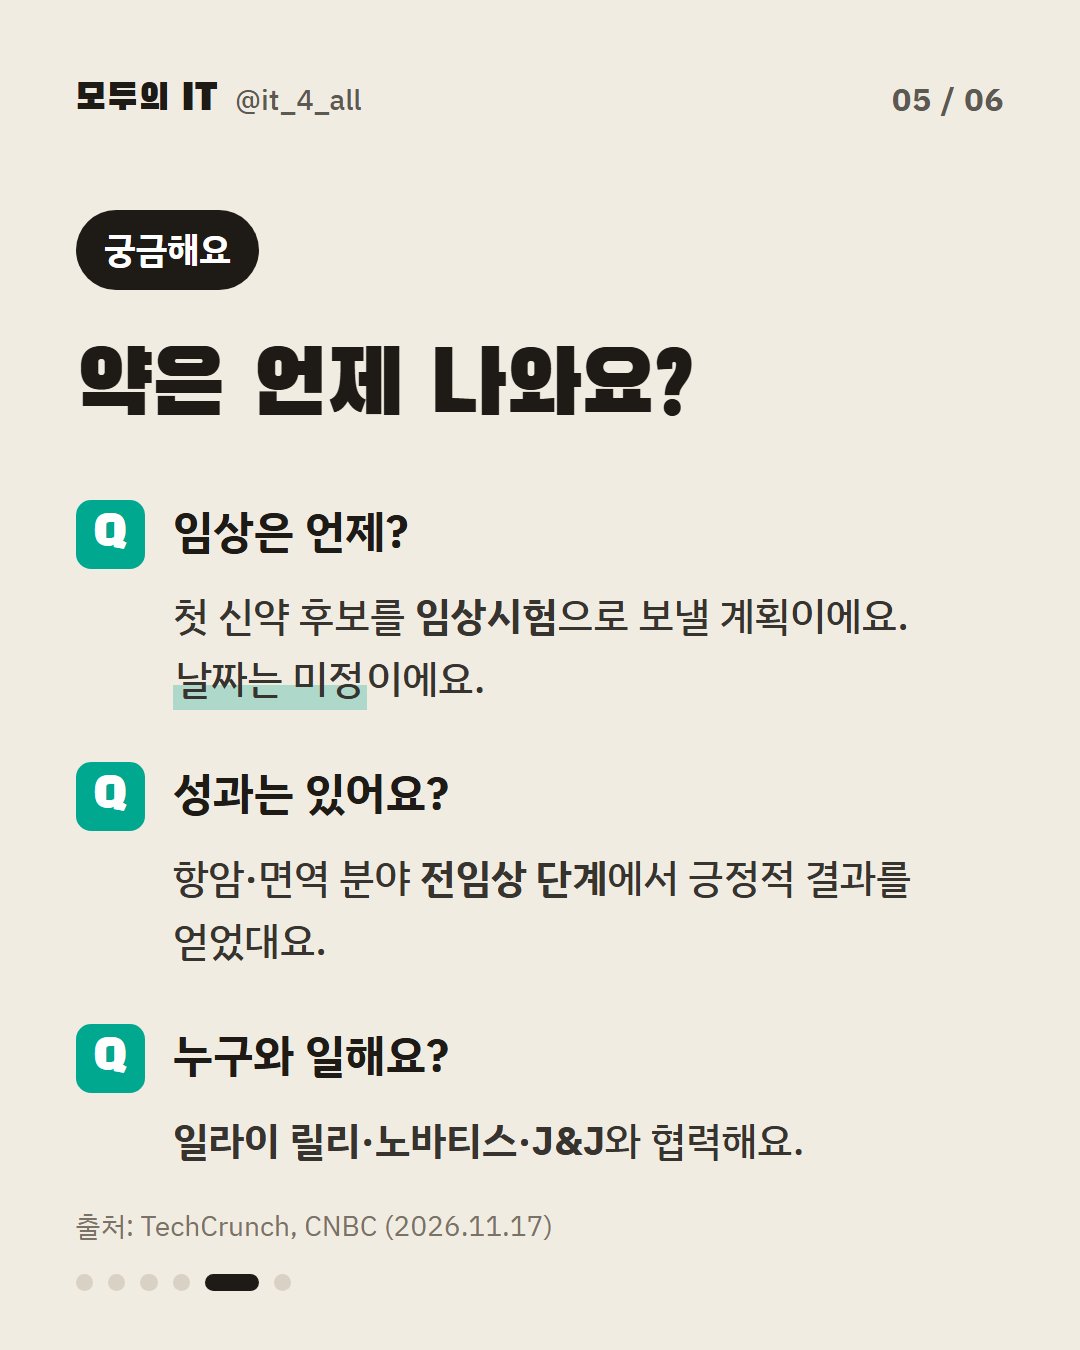 모두의 IT @it_4_all 05 / 06
궁금해요
약은 언제 나와요?
Q 임상은 언제?
첫 신약 후보를 임상시험으로 보낼 계획이에요.
날짜는 미정이에요.
Q 성과는 있어요?
항암·면역 분야 전임상 단계에서 긍정적 결과를
얻었대요.
Q 누구와 일해요?
일라이 릴리·노바티스·J&J와 협력해요.
출처: TechCrunch, CNBC (2026.11.17)